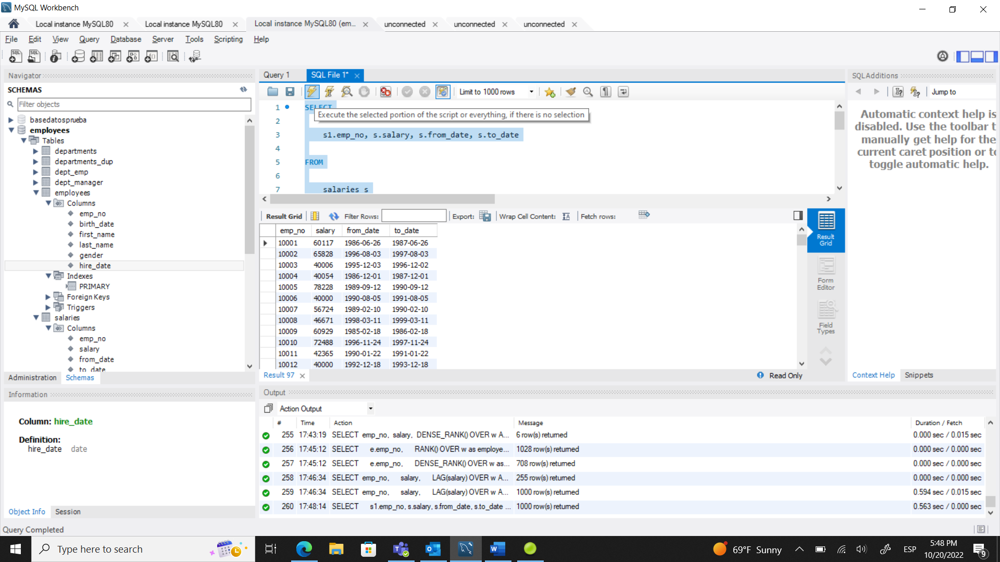 MySQL Workbench
Local instance MySQL80
Local instance MySQL80
Local instance MySQL80 (em...
unconnected
unconnected
unconnected
File Edit View Query Database Server Tools Scripting Help
Navigator
SCHEMAS
Filter objects
basedatosprueba
employees
Tables
departments
departments_dup
dept_emp
dept_manager
employees
Columns
emp_no
birth_date
first_name
last_name
gender
hire_date
Indexes
PRIMARY
Foreign Keys
Triggers
salaries
Columns
emp_no
salary
from_date
to_date
Administration Schemas
Information
Column: hire_date
Definition:
hire_date date
Object Info Session
Query Completed
Query 1
SQL File 1*
Limit to 1000 rows
1 SELECT
Execute the selected portion of the script or everything, if there is no selection
2
3 s1.emp_no, s.salary, s.from_date, s.to_date
4
5 FROM
6
7 salaries s
Result Grid Filter Rows: Export: Wrap Cell Content: Fetch rows:
emp_no salary from_date to_date
10001 60117 1986-06-26 1987-06-26
10002 65828 1996-08-03 1997-08-03
10003 40006 1995-12-03 1996-12-02
10004 40054 1986-12-01 1987-12-01
10005 78228 1989-09-12 1990-09-12
10006 40000 1990-08-05 1991-08-05
10007 56724 1989-02-10 1990-02-10
10008 46671 1998-03-11 1999-03-11
10009 60929 1985-02-18 1986-02-18
10010 72488 1996-11-24 1997-11-24
10011 42365 1990-01-22 1991-01-22
10012 40000 1992-12-18 1993-12-18
Result Grid
Form Editor
Field Types
Result 97
Read Only
SQLAdditions
Jump to
Automatic context help is
disabled. Use the toolbar t
manually get help for the
current caret position or to
toggle automatic help.
Context Help Snippets
Output
Action Output
# Time Action Message Duration / Fetch
255 17:43:19 SELECT emp_no, salary, DENSE_RANK() OVER w A... 6 row(s) returned 0.000 sec / 0.015 sec
256 17:45:12 SELECT e.emp_no, RANK() OVER w as employe... 1028 row(s) returned 0.000 sec / 0.000 sec
257 17:45:12 SELECT e.emp_no, DENSE_RANK() OVER w as... 708 row(s) returned 0.000 sec / 0.000 sec
258 17:46:34 SELECT emp_no, salary, LAG(salary) OVER w A... 255 row(s) returned 0.000 sec / 0.000 sec
259 17:46:34 SELECT emp_no, salary, LAG(salary) OVER w A... 1000 row(s) returned 0.594 sec / 0.015 sec
260 17:48:14 SELECT s1.emp_no, s.salary, s.from_date, s.to_date ... 1000 row(s) returned 0.563 sec / 0.000 sec
Type here to search
69°F Sunny
ESP
5:48 PM
10/20/2022
9